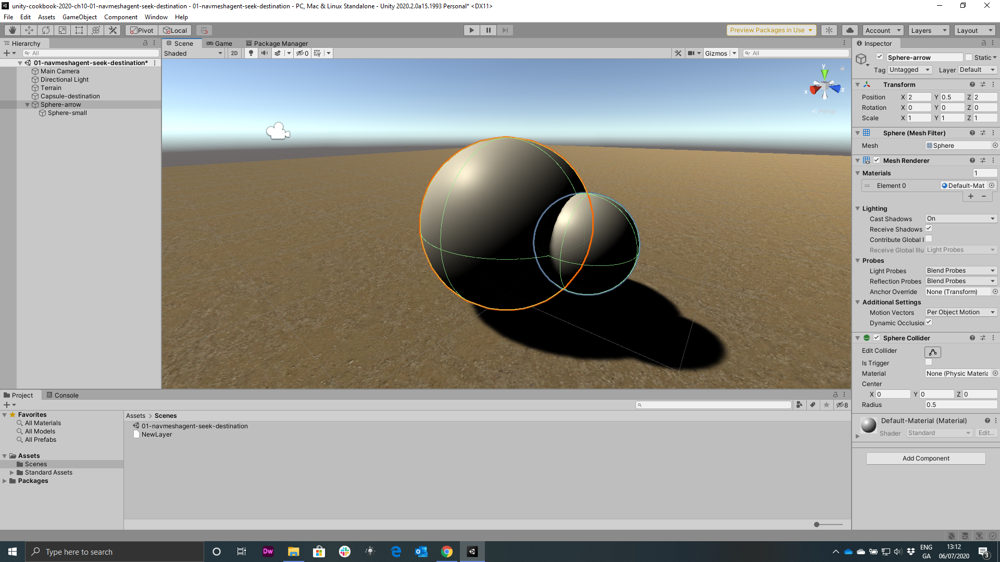 unity-cookbook-2020-ch10-01-navmeshagent-seek-destination - 01-navmeshagent-seek-destination - PC, Mac & Linux Standalone - Unity 2020.2.0a15.1993 Personal* <DX11>
File Edit Assets GameObject Component Window Help
Pivot Local Preview Packages in Use Account Layers Layout
Hierarchy
All
01-navmeshagent-seek-destination*
Main Camera
Directional Light
Terrain
Capsule-destination
Sphere-arrow
Sphere-small
Scene Game Package Manager
Shaded 2D 0 Gizmos All
y
x z
Persp
Inspector
Sphere-arrow Static
Tag Untagged Layer Default
Transform
Position X 2 Y 0.5 Z 2
Rotation X 0 Y 0 Z 0
Scale X 1 Y 1 Z 1
Sphere (Mesh Filter)
Mesh Sphere
Mesh Renderer
Materials 1
Element 0 Default-Mat
Lighting
Cast Shadows On
Receive Shadows
Contribute Global I
Receive Global Illu Light Probes
Probes
Light Probes Blend Probes
Reflection Probes Blend Probes
Anchor Override None (Transform)
Additional Settings
Motion Vectors Per Object Motion
Dynamic Occlusion
Sphere Collider
Edit Collider
Is Trigger
Material None (Physic Materia
Center
X 0 Y 0 Z 0
Radius 0.5
Default-Material (Material)
Shader Standard Edit...
Add Component
Project Console
8
Favorites
All Materials
All Models
All Prefabs
Assets
Scenes
Standard Assets
Packages
Assets > Scenes
01-navmeshagent-seek-destination
NewLayer
Type here to search
Dw
ENG
GA
13:12
06/07/2020
3